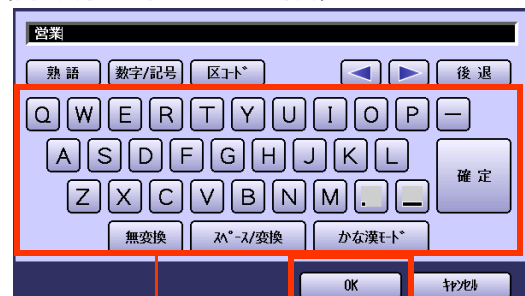 営業
熟語 数字/記号 区ｺｰﾄﾞ 後退
Q W E R T Y U I O P ー
A S D F G H J K L 確定
Z X C V B N M . _
無変換 ｽﾍﾟｰｽ/変換 かな漢ﾓｰﾄﾞ
OK ｷｬﾝｾﾙ